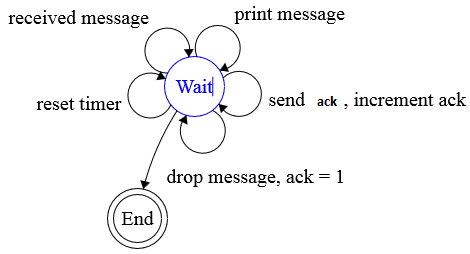 received message
print message
Wait
reset timer
send ack , increment ack
drop message, ack = 1
End